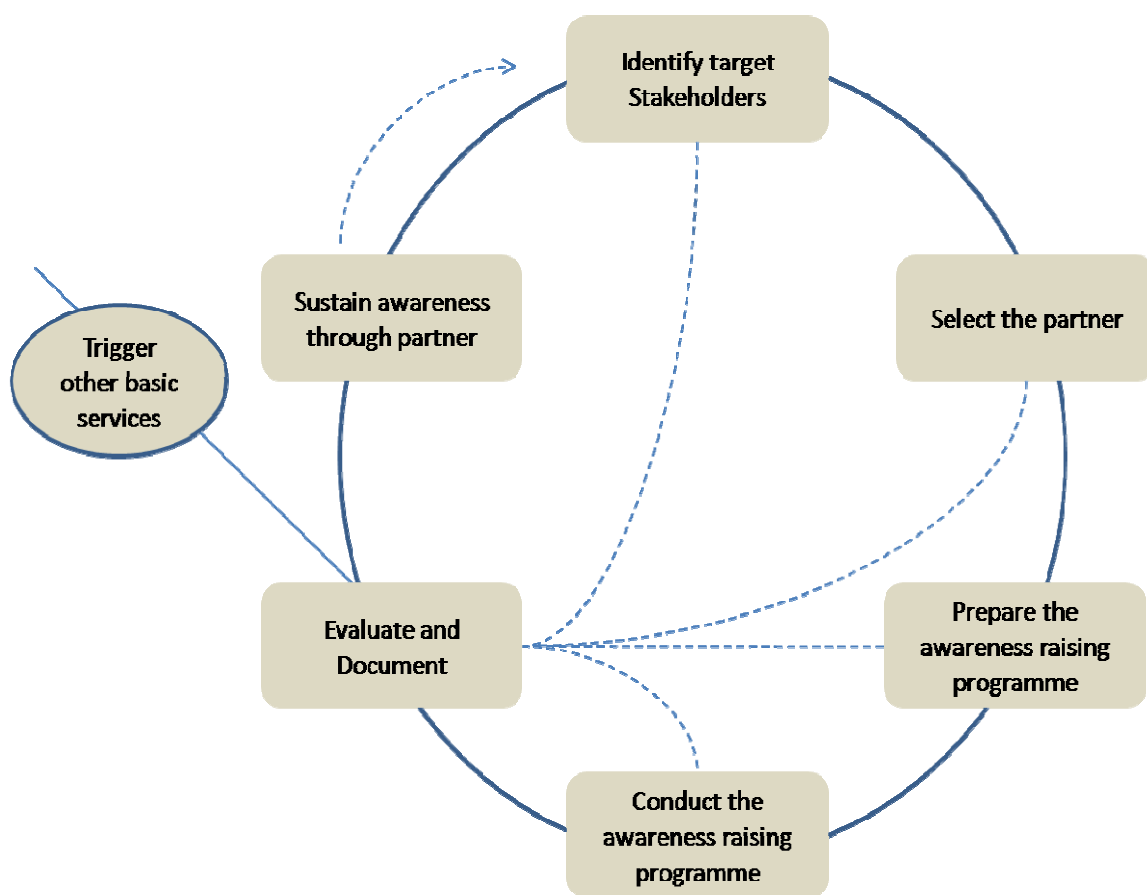 Identify target
Stakeholders
Select the partner
Prepare the
awareness raising
programme
Conduct the
awareness raising
programme
Evaluate and
Document
Sustain awareness
through partner
Trigger
other basic
services